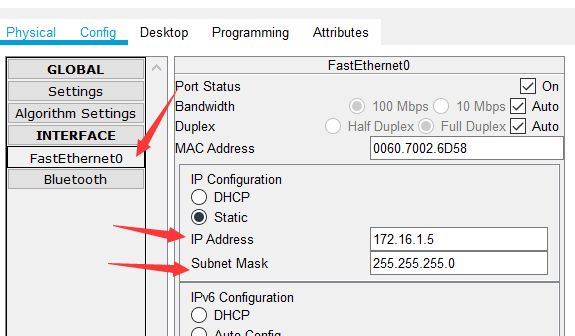 Physical Config Desktop Programming Attributes
GLOBAL
Settings
Algorithm Settings
INTERFACE
FastEthernet0
Bluetooth
FastEthernet0
Port Status On
Bandwidth 100 Mbps 10 Mbps Auto
Duplex Half Duplex Full Duplex Auto
MAC Address 0060.7002.6D58
IP Configuration
DHCP
Static
IP Address 172.16.1.5
Subnet Mask 255.255.255.0
IPv6 Configuration
DHCP
Auto Config